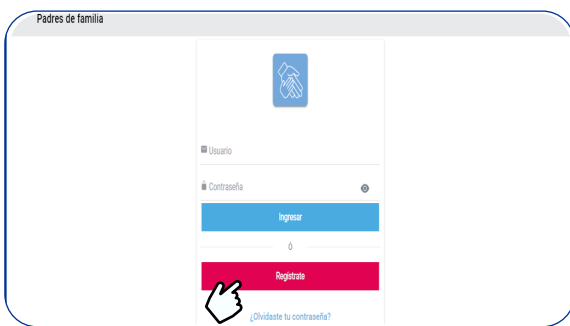 Padres de familia
Usuario
Contraseña
Ingresar
ó
Registrate
¿Olvidaste tu contraseña?